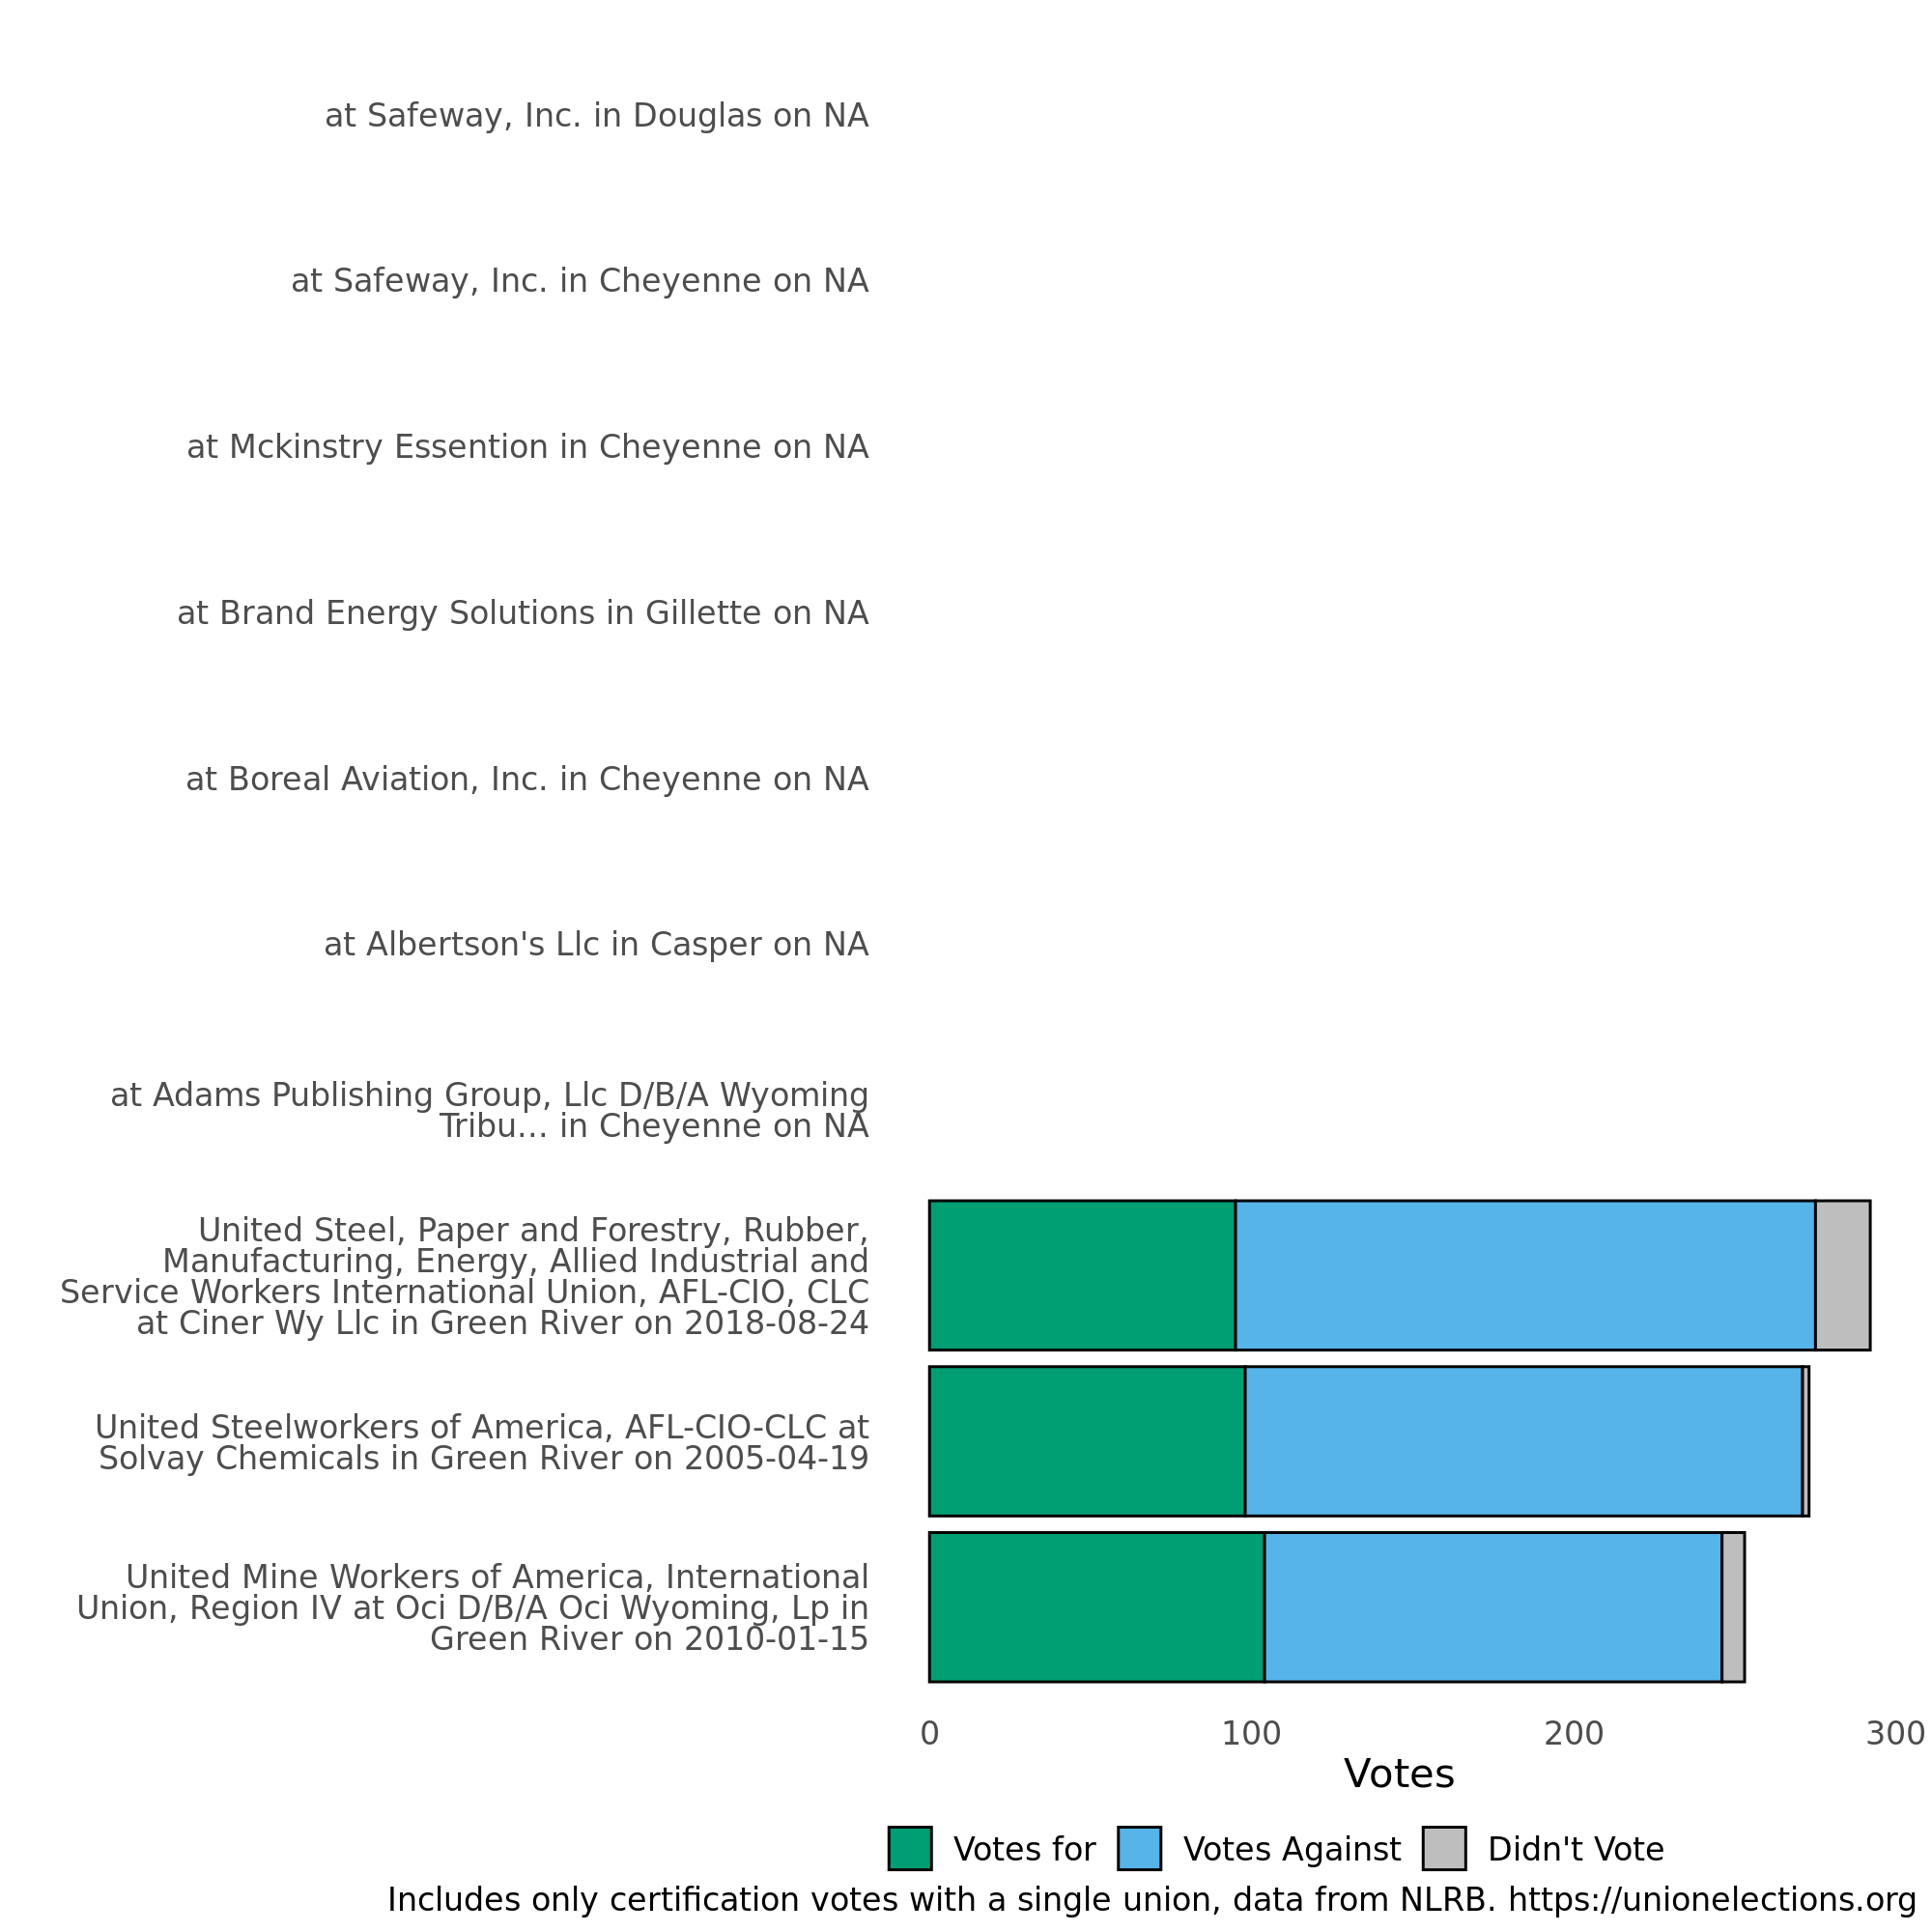 at Safeway, Inc. in Douglas on NA
at Safeway, Inc. in Cheyenne on NA
at Mckinstry Essention in Cheyenne on NA
at Brand Energy Solutions in Gillette on NA
at Boreal Aviation, Inc. in Cheyenne on NA
at Albertson's Llc in Casper on NA
at Adams Publishing Group, Llc D/B/A Wyoming
Tribu... in Cheyenne on NA
United Steel, Paper and Forestry, Rubber,
Manufacturing, Energy, Allied Industrial and
Service Workers International Union, AFL-CIO, CLC
at Ciner Wy Llc in Green River on 2018-08-24
United Steelworkers of America, AFL-CIO-CLC at
Solvay Chemicals in Green River on 2005-04-19
United Mine Workers of America, International
Union, Region IV at Oci D/B/A Oci Wyoming, Lp in
Green River on 2010-01-15
0 100 200 300
Votes
Votes for Votes Against Didn't Vote
Includes only certification votes with a single union, data from NLRB. https://unionelections.org